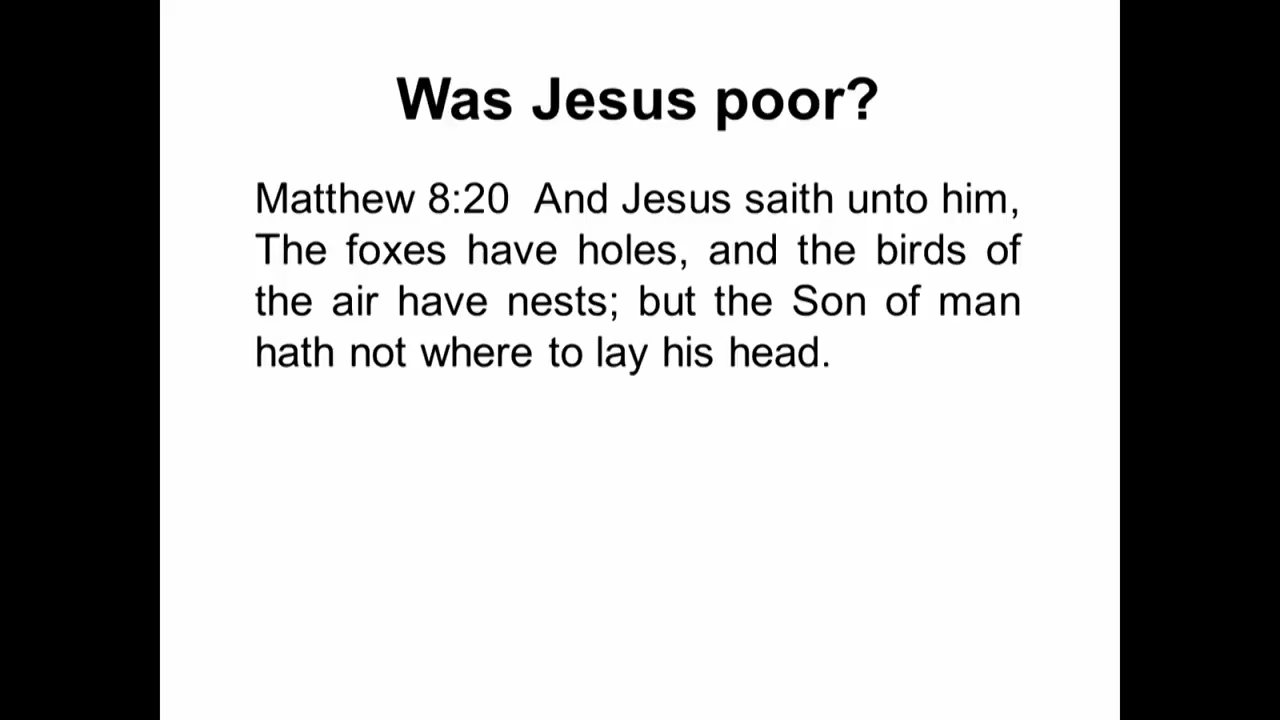 Was Jesus poor?
Matthew 8:20  And Jesus saith unto him,
The foxes have holes, and the birds of
the air have nests; but the Son of man
hath not where to lay his head.